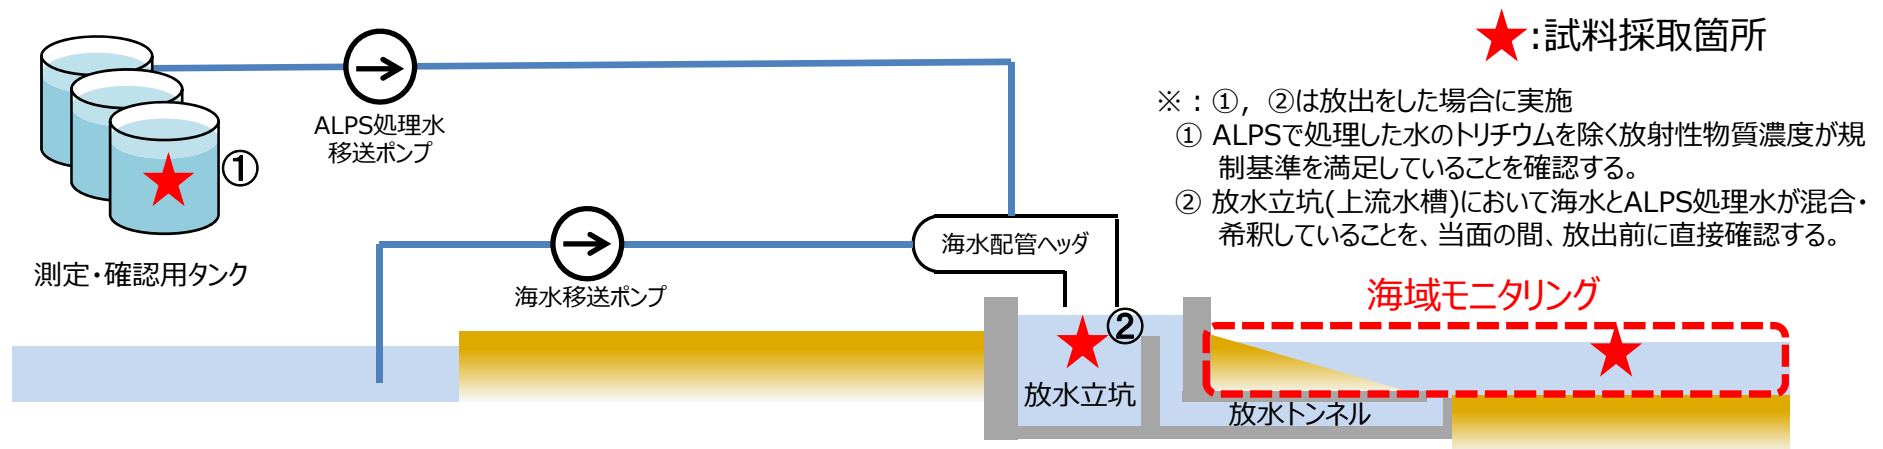 ★:試料採取箇所
※：①，②は放出をした場合に実施
① ALPSで処理した水のトリチウムを除く放射性物質濃度が規
制基準を満足していることを確認する。
② 放水立坑(上流水槽)において海水とALPS処理水が混合・
希釈していることを、当面の間、放出前に直接確認する。
ALPS処理水
移送ポンプ
①
測定・確認用タンク
海水配管ヘッダ
海水移送ポンプ
海域モニタリング
②
放水立坑
放水トンネル